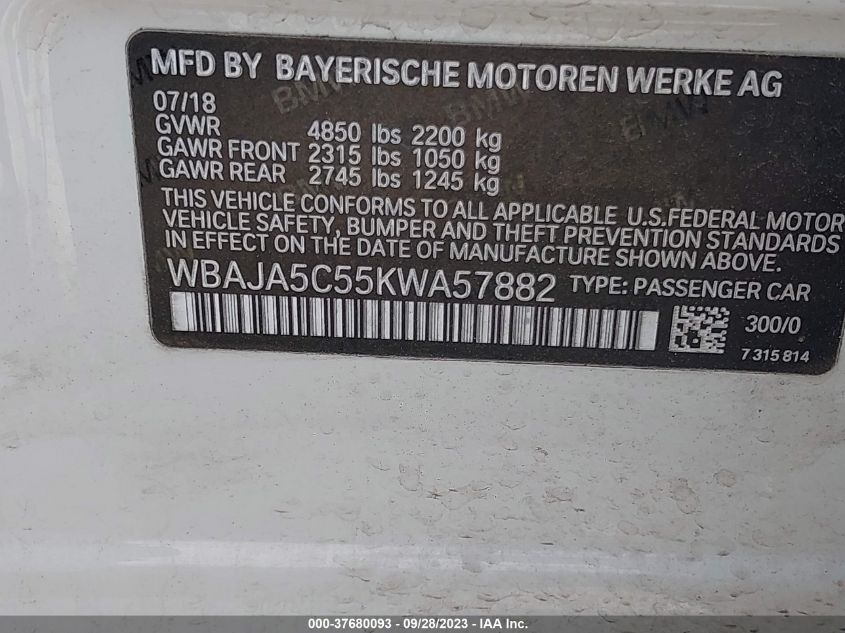 MFD BY BAYERISCHE MOTOREN WERKE AG
07/18
GVWR 4850 lbs 2200 kg
GAWR FRONT 2315 lbs 1050 kg
GAWR REAR 2745 lbs 1245 kg
THIS VEHICLE CONFORMS TO ALL APPLICABLE U.S.FEDERAL MOTOR
VEHICLE SAFETY, BUMPER AND THEFT PREVENTION STANDARDS
IN EFFECT ON THE DATE OF MANUFACTURE SHOWN ABOVE.
WBAJA5C55KWA57882 TYPE: PASSENGER CAR
300/0
7 315 814
000-37680093 - 09/28/2023 - IAA Inc.